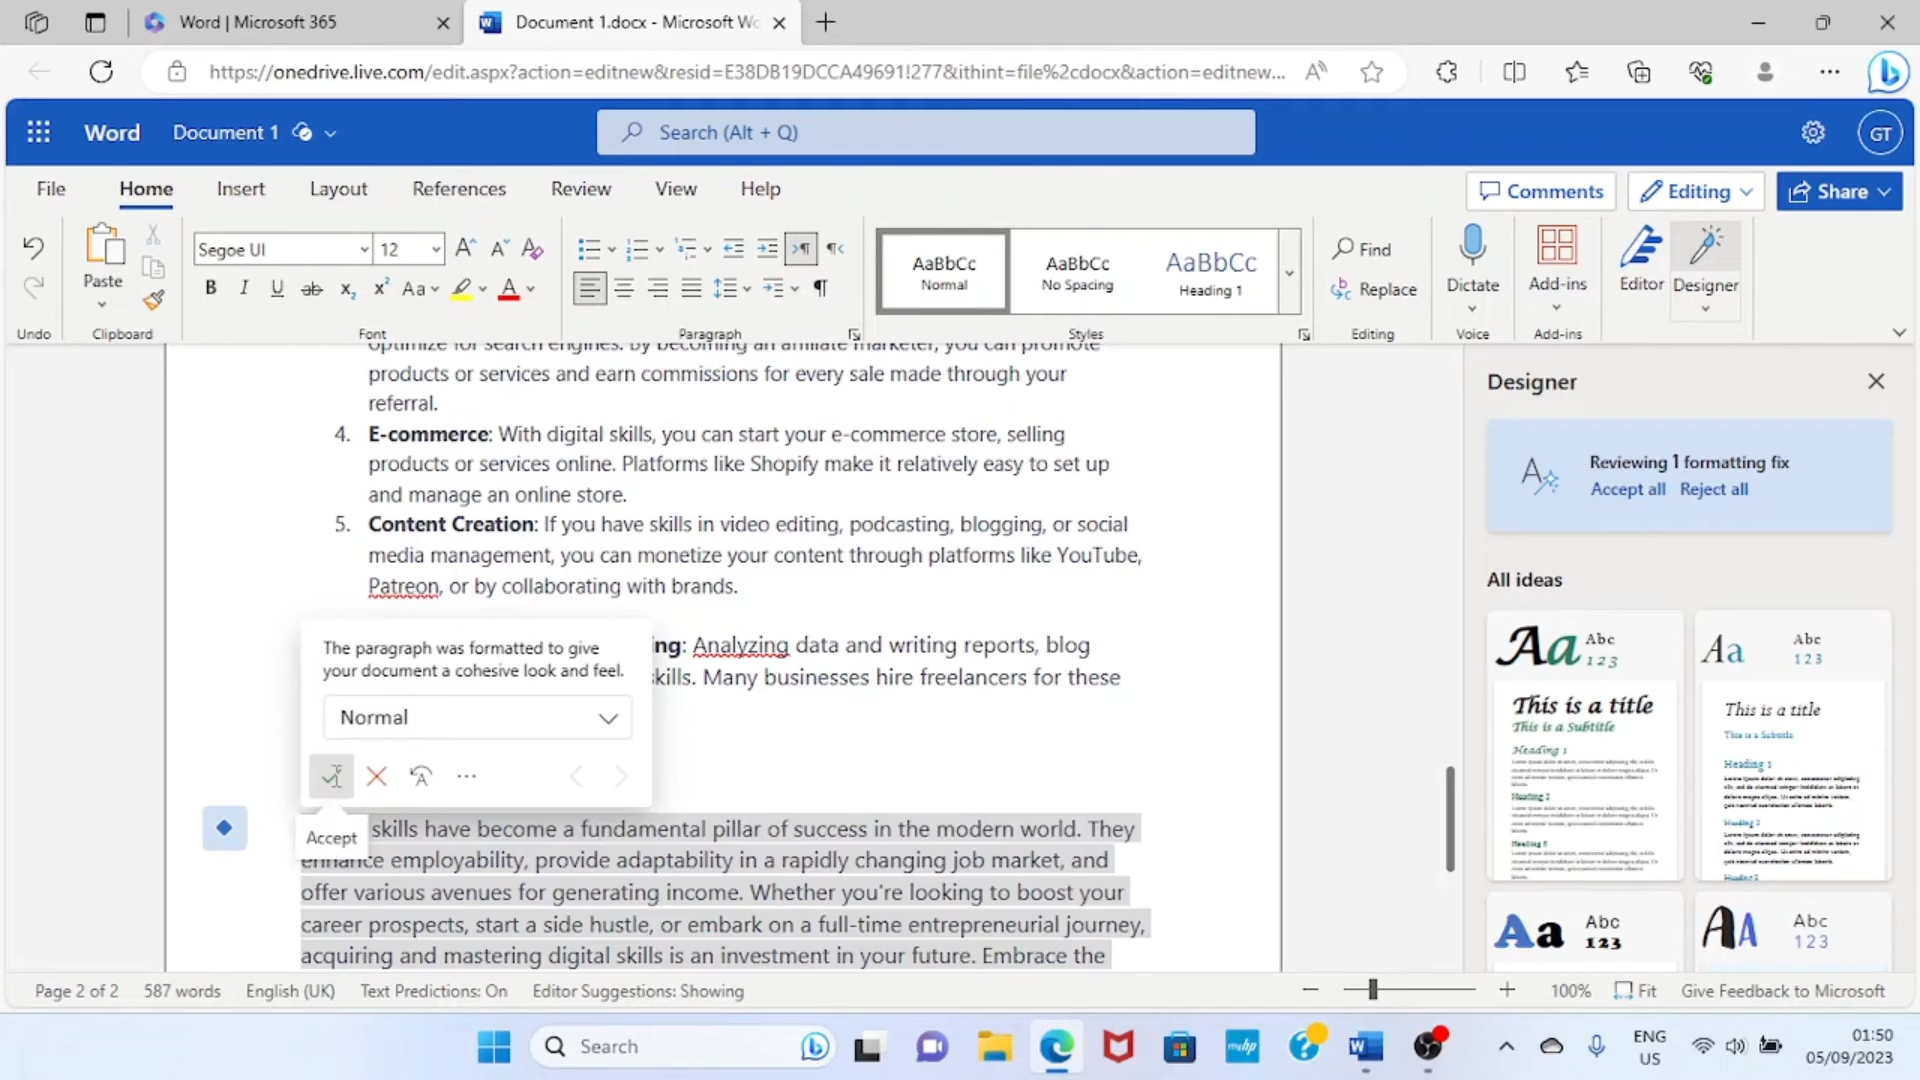 Word | Microsoft 365
Document 1.docx - Microsoft Wo
https://onedrive.live.com/edit.aspx?action=editnew&resid=E38DB19DCCA49691!277&ithint=file%2cdocx&action=editnew...
Word
Document 1
Search (Alt + Q)
GT
File
Home
Insert
Layout
References
Review
View
Help
Comments
Editing
Share
Paste
Segoe UI
12
AaBbCc
Normal
AaBbCc
No Spacing
AaBbCc
Heading 1
Find
Replace
Dictate
Add-ins
Editor
Designer
Undo
Clipboard
Font
Paragraph
Styles
Editing
Voice
Add-ins
optimize for search engines. By becoming an affiliate marketer, you can promote
products or services and earn commissions for every sale made through your
referral.
4. E-commerce: With digital skills, you can start your e-commerce store, selling
products or services online. Platforms like Shopify make it relatively easy to set up
and manage an online store.
5. Content Creation: If you have skills in video editing, podcasting, blogging, or social
media management, you can monetize your content through platforms like YouTube,
Patreon, or by collaborating with brands.
The paragraph was formatted to give
your document a cohesive look and feel.
Normal
Accept
ing: Analyzing data and writing reports, blog
skills. Many businesses hire freelancers for these
skills have become a fundamental pillar of success in the modern world. They
enhance employability, provide adaptability in a rapidly changing job market, and
offer various avenues for generating income. Whether you're looking to boost your
career prospects, start a side hustle, or embark on a full-time entrepreneurial journey,
acquiring and mastering digital skills is an investment in your future. Embrace the
Designer
Reviewing 1 formatting fix
Accept all Reject all
All ideas
Aa Abc
123
This is a title
This is a Subtitle
Heading 1
Heading 2
Heading 3
Aa Abc
123
This is a title
This is a Subtitle
Heading 1
Heading 2
Aa Abc
123
AA Abc
123
Page 2 of 2
587 words
English (UK)
Text Predictions: On
Editor Suggestions: Showing
100%
Fit
Give Feedback to Microsoft
Search
myhp
ENG
US
01:50
05/09/2023